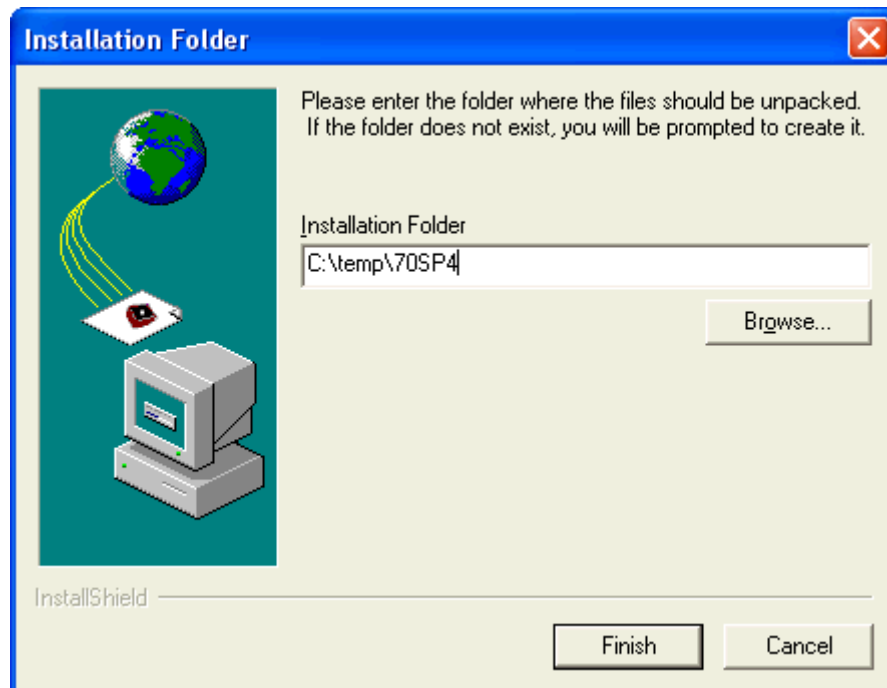 Installation Folder
Please enter the folder where the files should be unpacked.
If the folder does not exist, you will be prompted to create it.
Installation Folder
C:\temp\70SP4
Browse...
InstallShield
Finish
Cancel